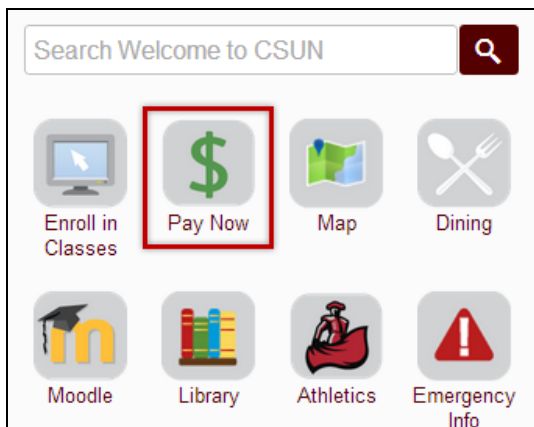 Search Welcome to CSUN
$
Enroll in Classes
Pay Now
Map
Dining
m
Moodle
Library
Athletics
!
Emergency Info